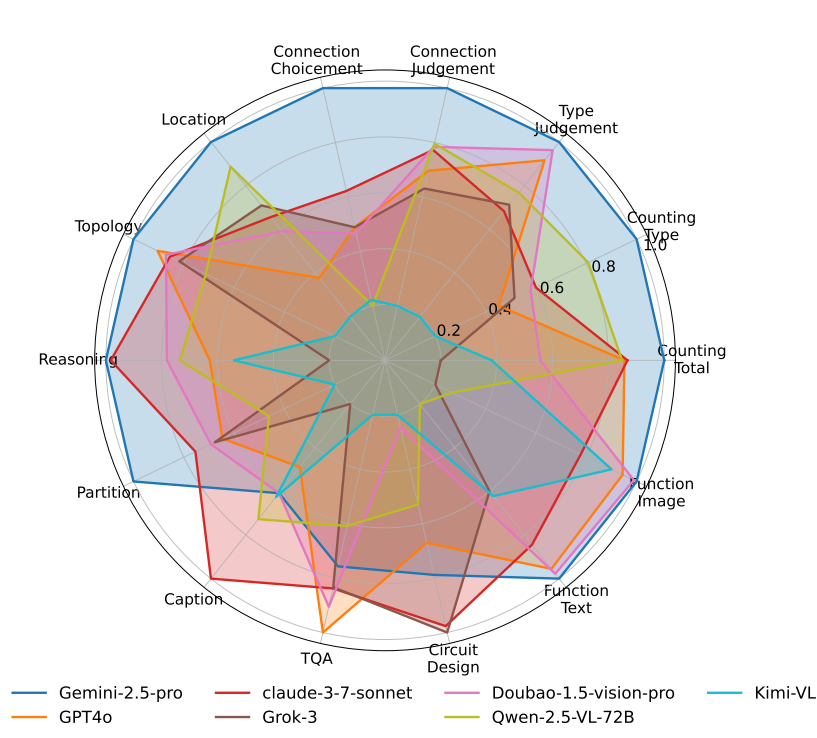 Connection
Choicement
Connection
Judgement
Type
Judgement
Location
Counting
Type
Topology
1.0
0.8
0.6
0.4
0.2
Reasoning
Counting
Total
Partition
Function
Image
Caption
Function
Text
TQA
Circuit
Design
Gemini-2.5-pro
claude-3-7-sonnet
Doubao-1.5-vision-pro
Kimi-VL
GPT4o
Grok-3
Qwen-2.5-VL-72B